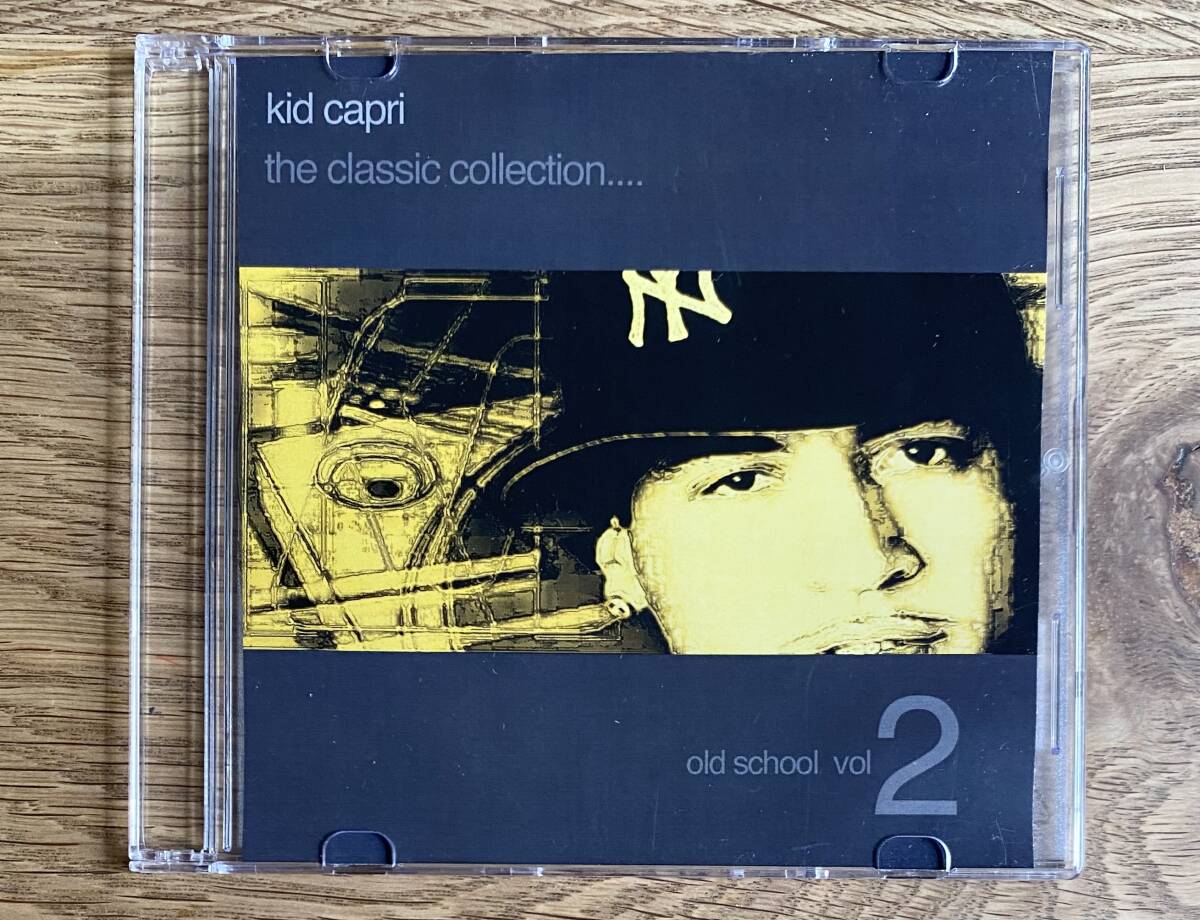 kid capri
the classic collection....
NY
old school vol 2